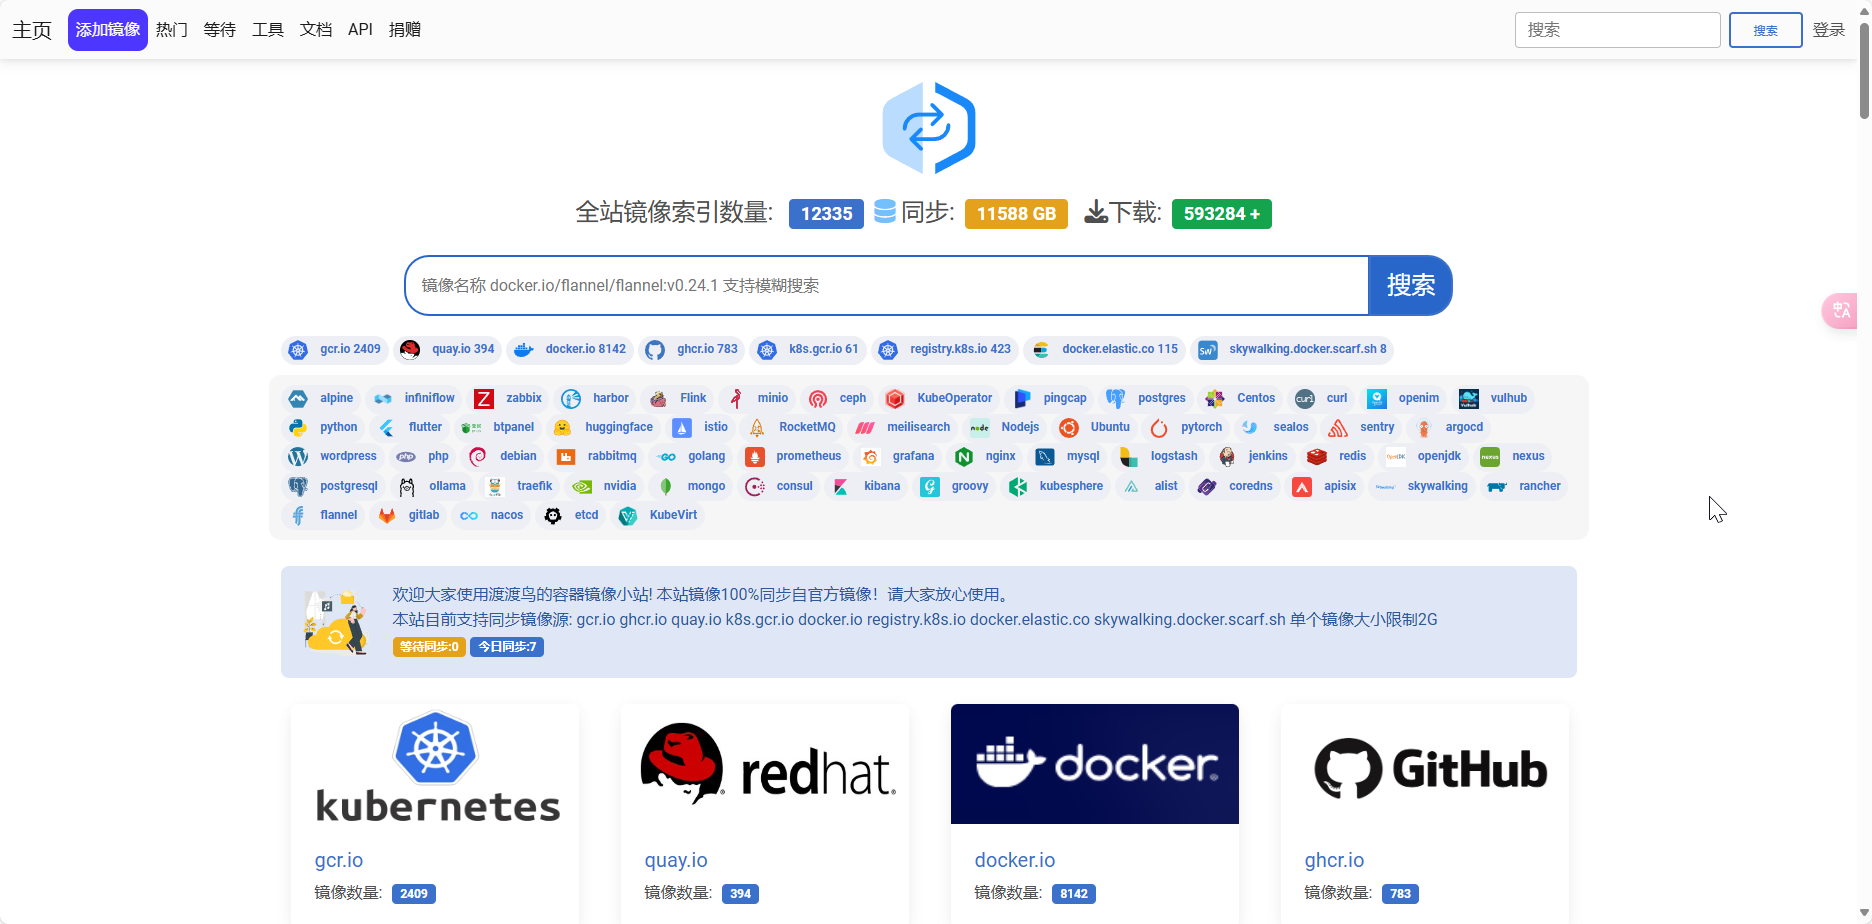 主页 添加镜像 热门 等待 工具 文档 API 捐赠 搜索 搜索 登录
全站镜像索引数量: 12335 同步: 11588 GB 下载: 593284 +
镜像名称 docker.io/flannel/flannel:v0.24.1 支持模糊搜索 搜索
gcr.io 2409 quay.io 394 docker.io 8142 ghcr.io 783 k8s.gcr.io 61 registry.k8s.io 423 docker.elastic.co 115 skywalking.docker.scarf.sh 8
alpine infiniflow zabbix harbor Flink minio ceph KubeOperator pingcap postgres Centos curl openim vulhub
python flutter btpanel huggingface istio RocketMQ meilisearch Nodejs Ubuntu pytorch sealos sentry argocd
wordpress php debian rabbitmq golang prometheus grafana nginx mysql logstash jenkins redis openjdk nexus
postgresql ollama traefik nvidia mongo consul kibana groovy kubesphere alist coredns apisix skywalking rancher
flannel gitlab nacos etcd KubeVirt
欢迎大家使用渡渡鸟的容器镜像小站! 本站镜像100%同步自官方镜像！请大家放心使用。
本站目前支持同步镜像源: gcr.io ghcr.io quay.io k8s.gcr.io docker.io registry.k8s.io docker.elastic.co skywalking.docker.scarf.sh 单个镜像大小限制2G
等待同步:0 今日同步:7
kubernetes redhat. docker GitHub
gcr.io quay.io docker.io ghcr.io
镜像数量: 2409 镜像数量: 394 镜像数量: 8142 镜像数量: 783